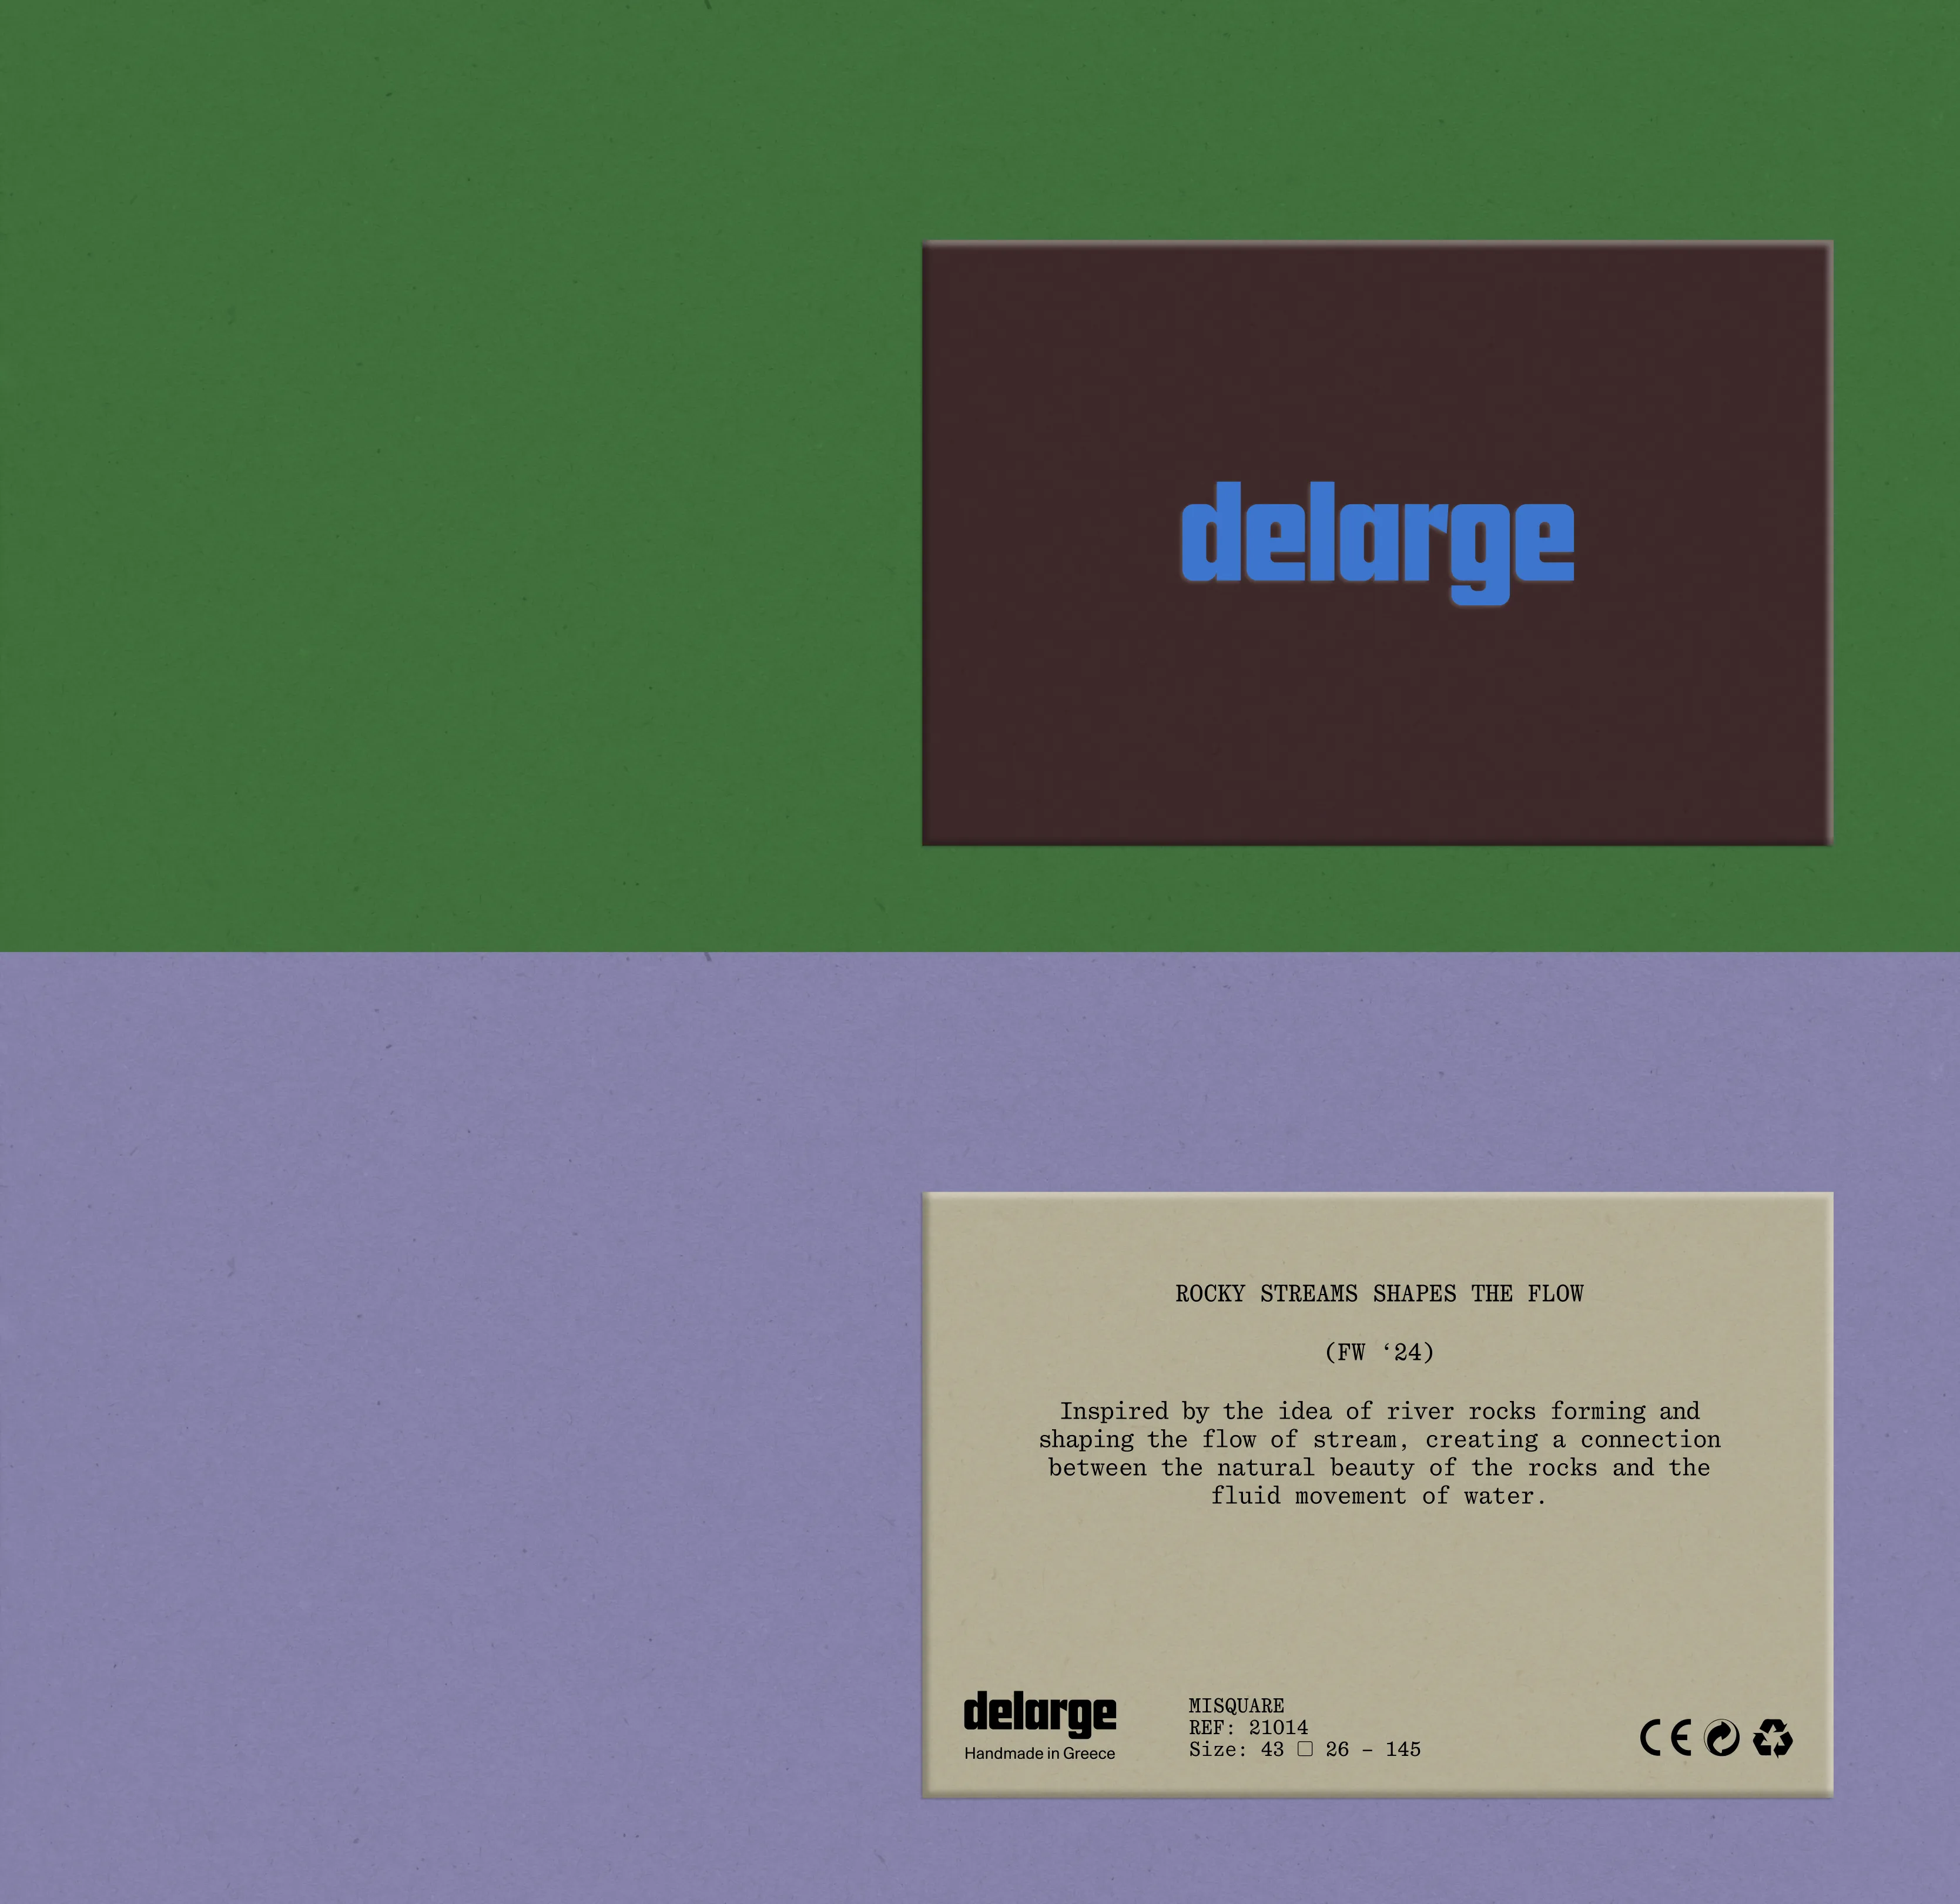 delarge
ROCKY STREAMS SHAPES THE FLOW
(FW ‘24)
Inspired by the idea of river rocks forming and
shaping the flow of stream, creating a connection
between the natural beauty of the rocks and the
fluid movement of water.
delarge
Handmade in Greece
MISQUARE
REF: 21014
Size: 43 □ 26 – 145
CE